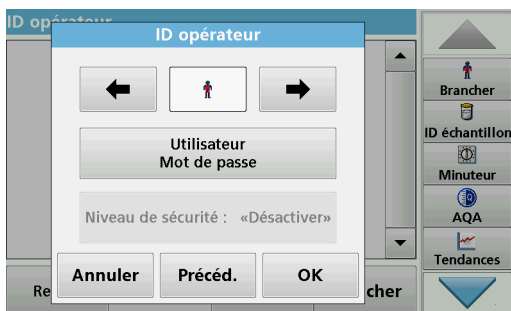 ID opérateur
ID opérateur
Utilisateur
Mot de passe
Niveau de sécurité : «Désactiver»
Annuler
Précéd.
OK
Brancher
ID échantillon
Minuteur
AQA
Tendances